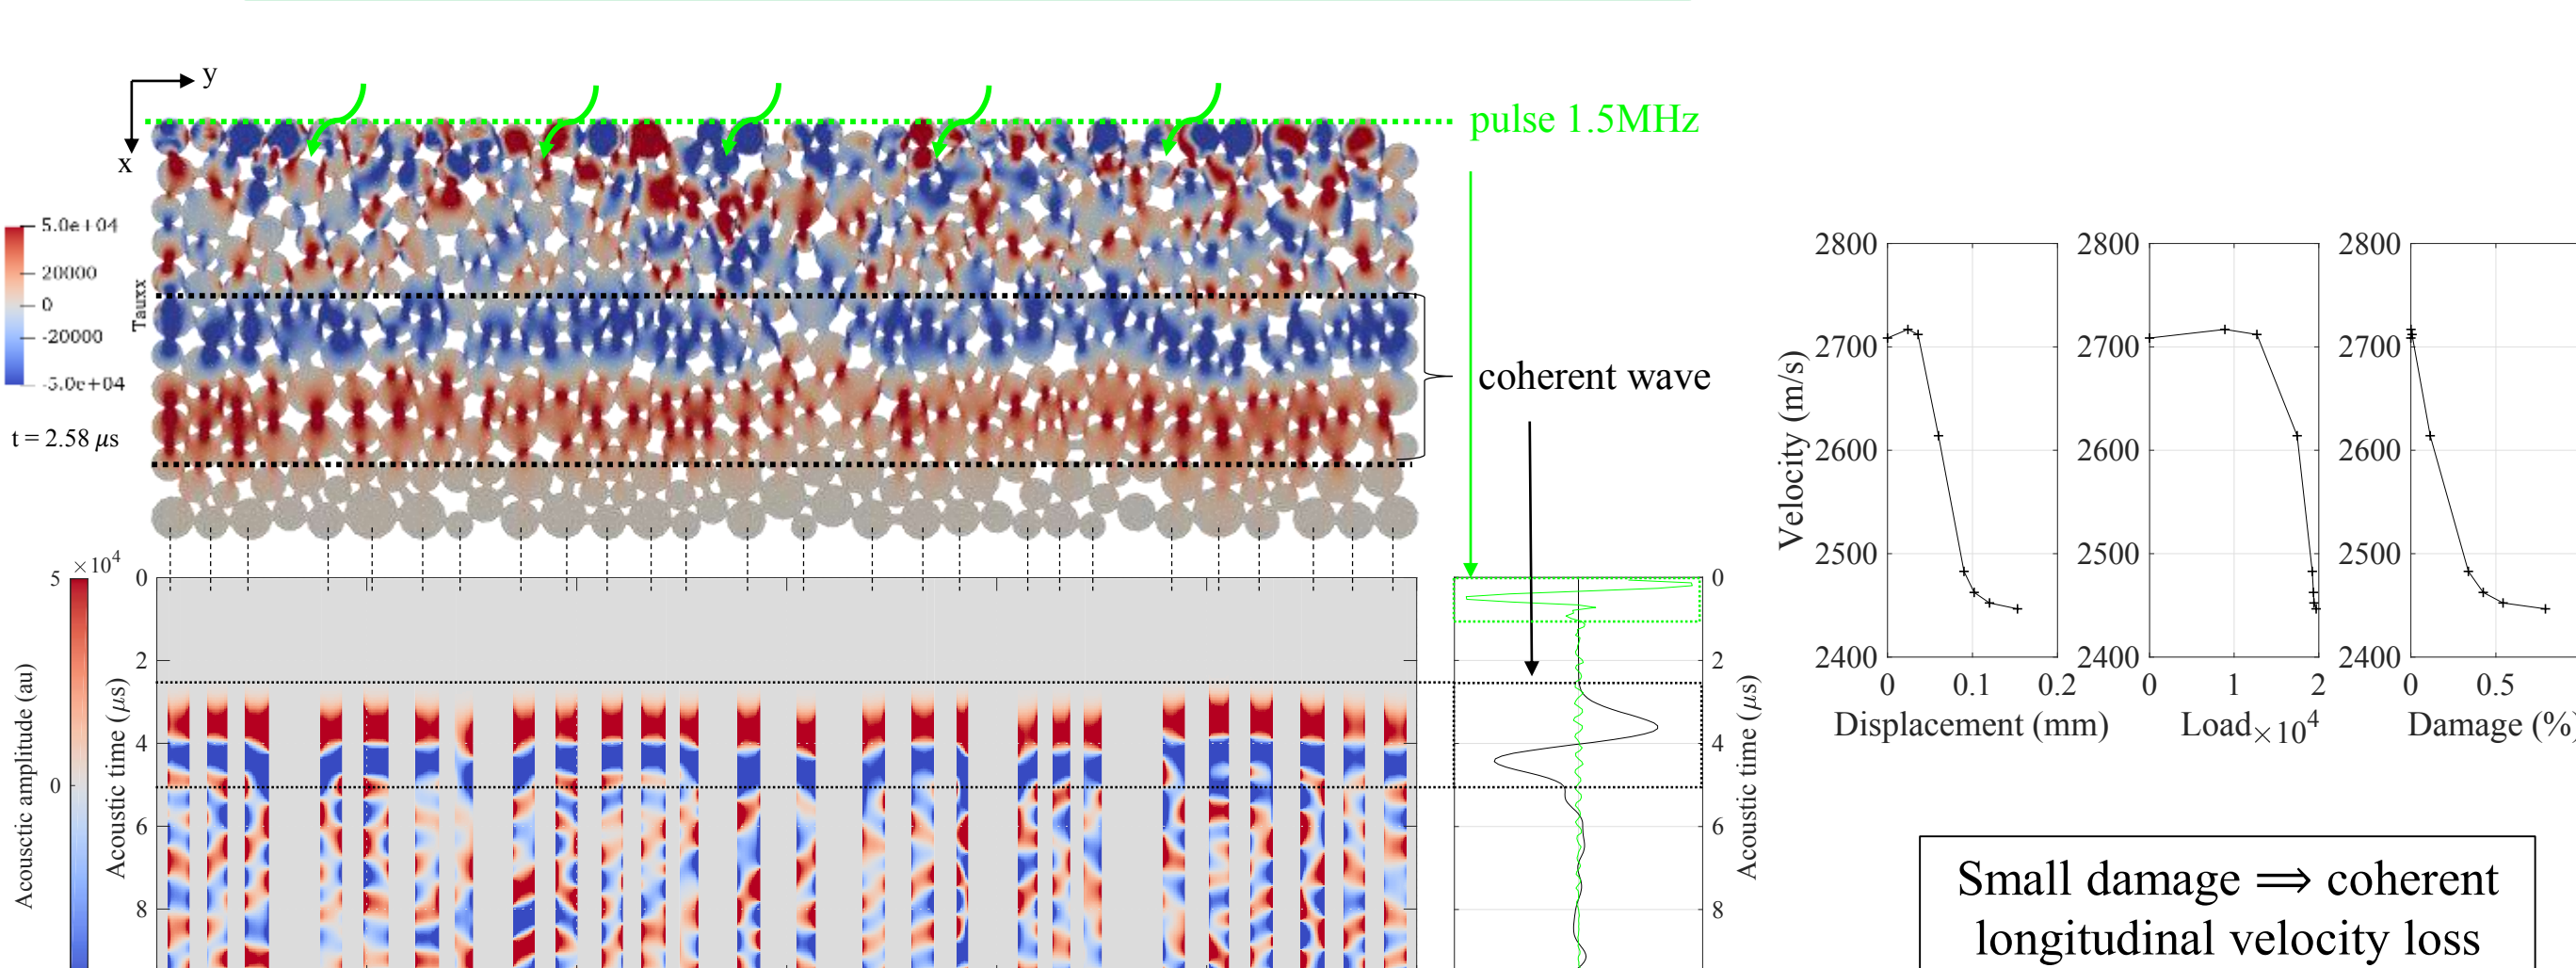 y
x
pulse 1.5MHz
5.0e+04
20000
0
-20000
-5.0e+04
Tauxx
t = 2.58 μs
coherent wave
×10⁴
5
0
Acousctic amplitude (au)
Acoustic time (μs)
0
2
4
6
8
0
2
4
6
8
Acoustic time (μs)
Velocity (m/s)
2800
2700
2600
2500
2400
0 0.1 0.2
Displacement (mm)
2800
2700
2600
2500
2400
0 1 2
Load ×10⁴
2800
2700
2600
2500
2400
0 0.5
Damage (%)
Small damage ⟹ coherent
longitudinal velocity loss